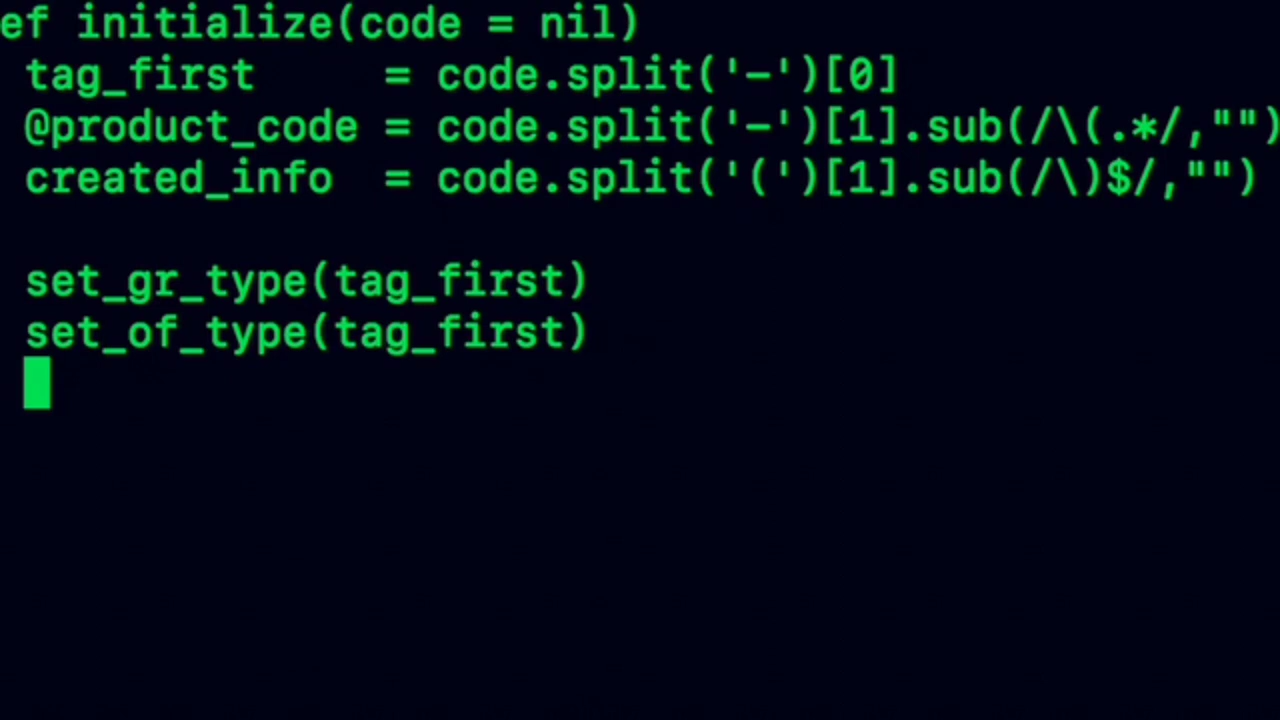 ef initialize(code = nil)
tag_first     = code.split('-')[0]
@product_code = code.split('-')[1].sub(/\(.*/,"")
created_info  = code.split('(')[1].sub(/\)$/,"")
set_gr_type(tag_first)
set_of_type(tag_first)